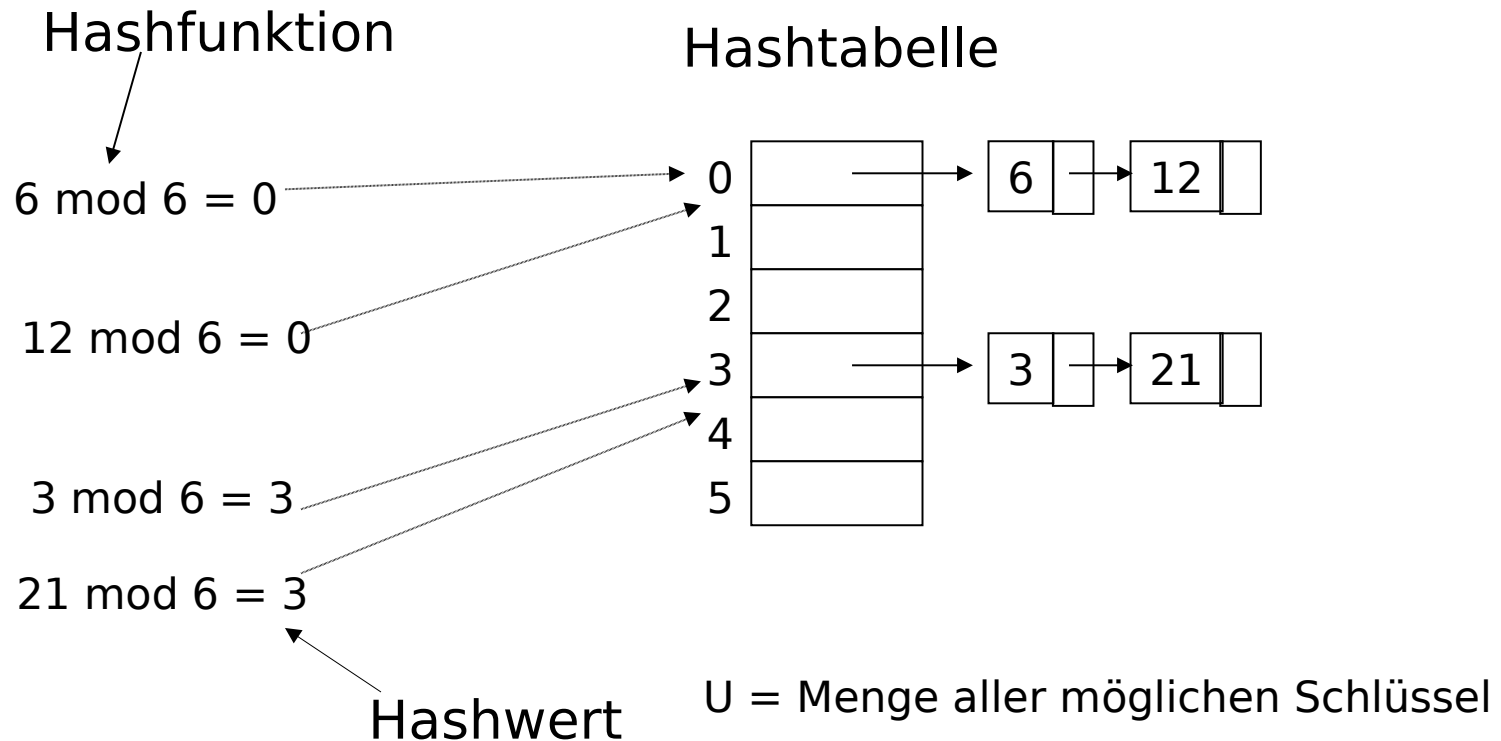 Hashfunktion
Hashtabelle
6 mod 6 = 0
12 mod 6 = 0
3 mod 6 = 3
21 mod 6 = 3
Hashwert
0
1
2
3
4
5
6
12
3
21
U = Menge aller möglichen Schlüssel